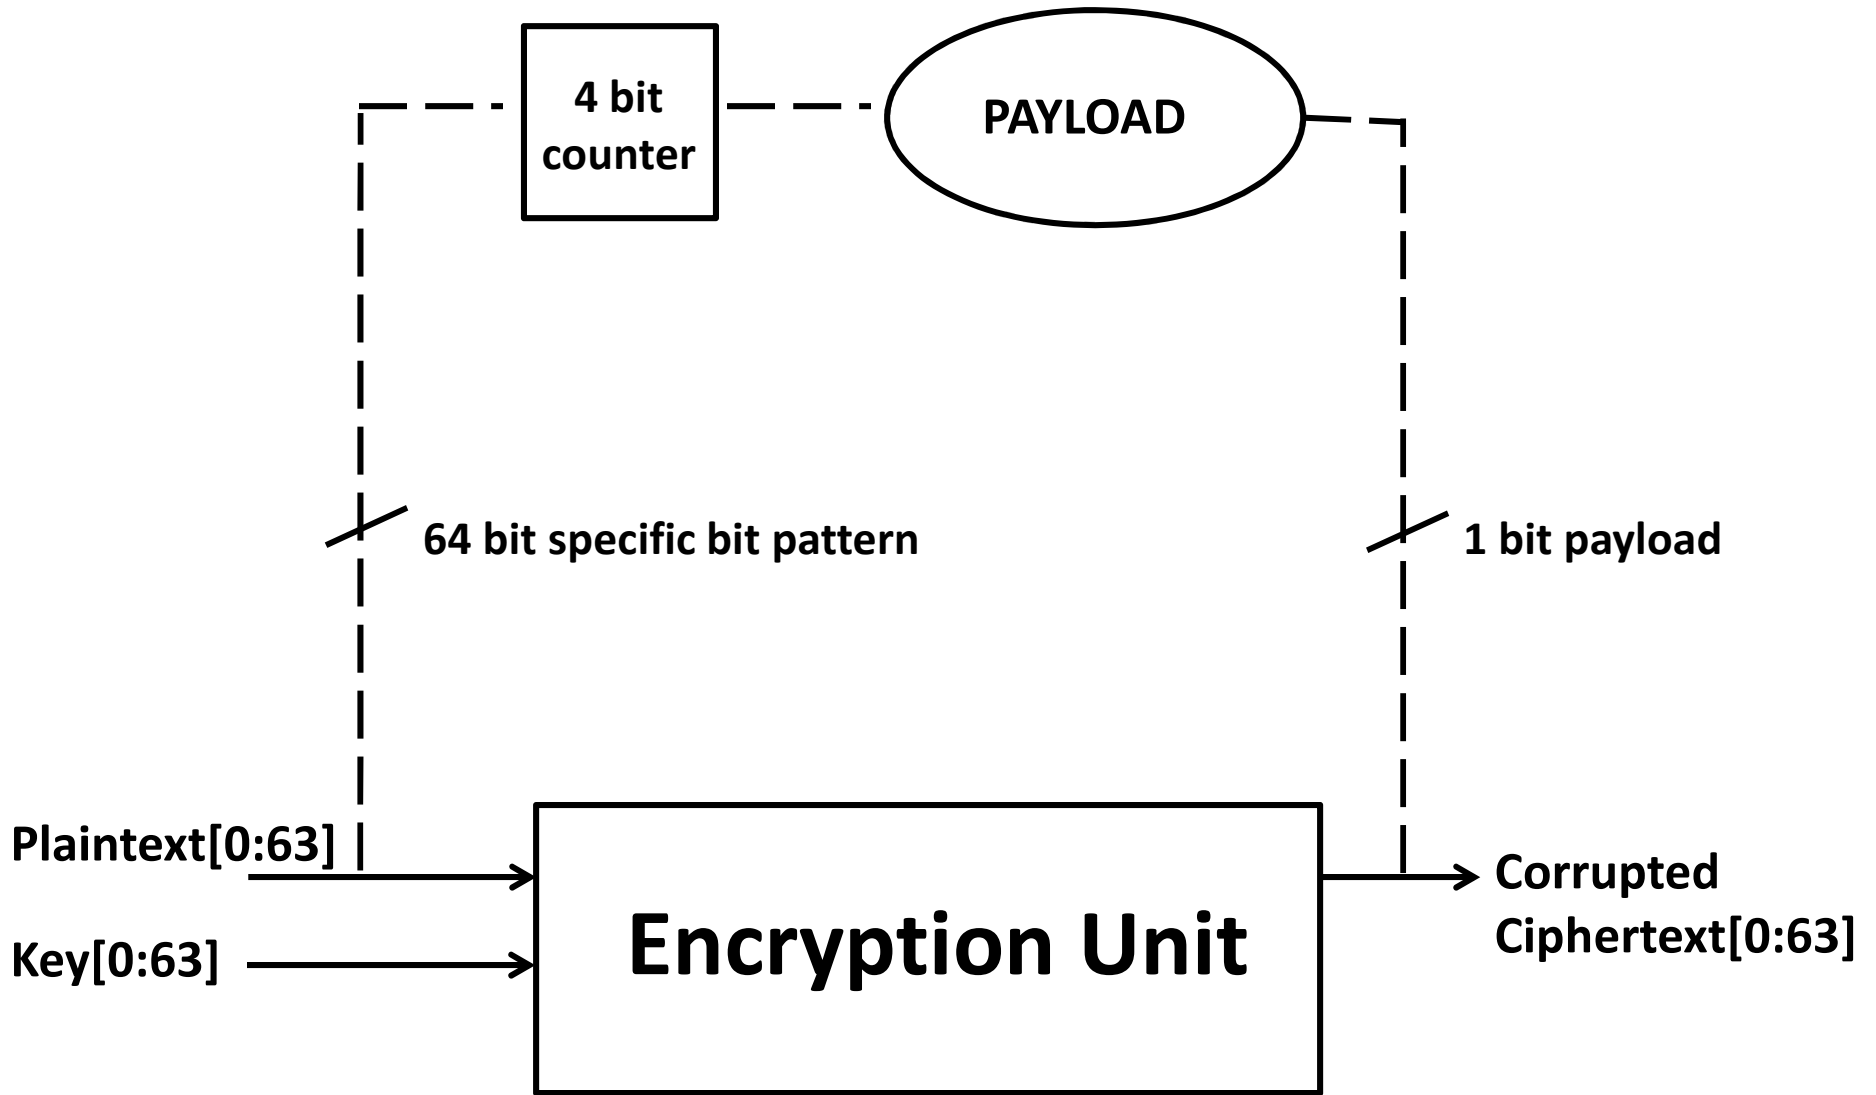 4 bit
counter
PAYLOAD
64 bit specific bit pattern
1 bit payload
Plaintext[0:63]
Key[0:63]
Encryption Unit
Corrupted
Ciphertext[0:63]